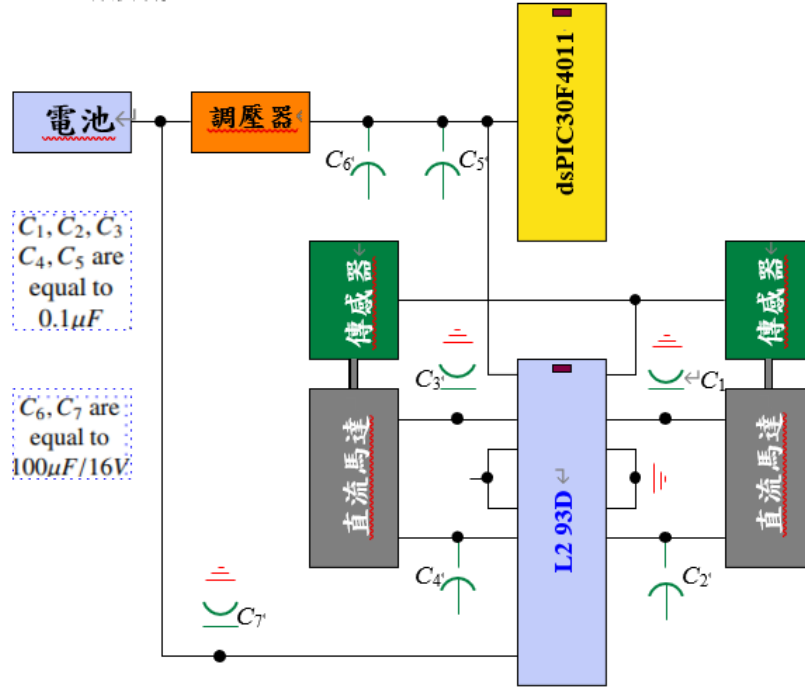 電池
調壓器
dsPIC30F4011
C6
C5
C1, C2, C3
C4, C5 are
equal to
0.1μF
傳感器
傳感器
C3
C1
C6, C7 are
equal to
100μF/16V
直流馬達
L2 93D
直流馬達
C4
C2
C7